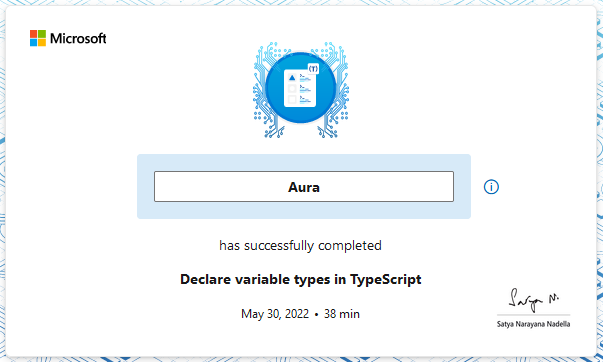 Microsoft
(T)
Aura
has successfully completed
Declare variable types in TypeScript
May 30, 2022 • 38 min
Satya N.
Satya Narayana Nadella